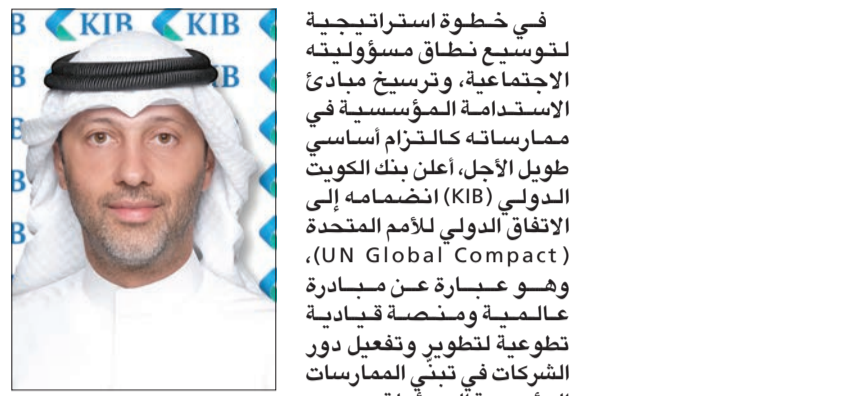 في خطوة استراتيجية
لتوسيع نطاق مسؤوليته
الاجتماعية، وترسيخ مبادئ
الاستدامة المؤسسية في
ممارساته كالتزام أساسي
طويل الأجل، أعلن بنك الكويت
الدولي (KIB) انضمامه إلى
الاتفاق الدولي للأمم المتحدة
(UN Global Compact)،
وهو عبارة عن مبادرة
عالمية ومنصة قيادية
تطوعية لتطوير وتفعيل دور
الشركات في تبنّي الممارسات
B KIB KIB
B IB
B
B
B